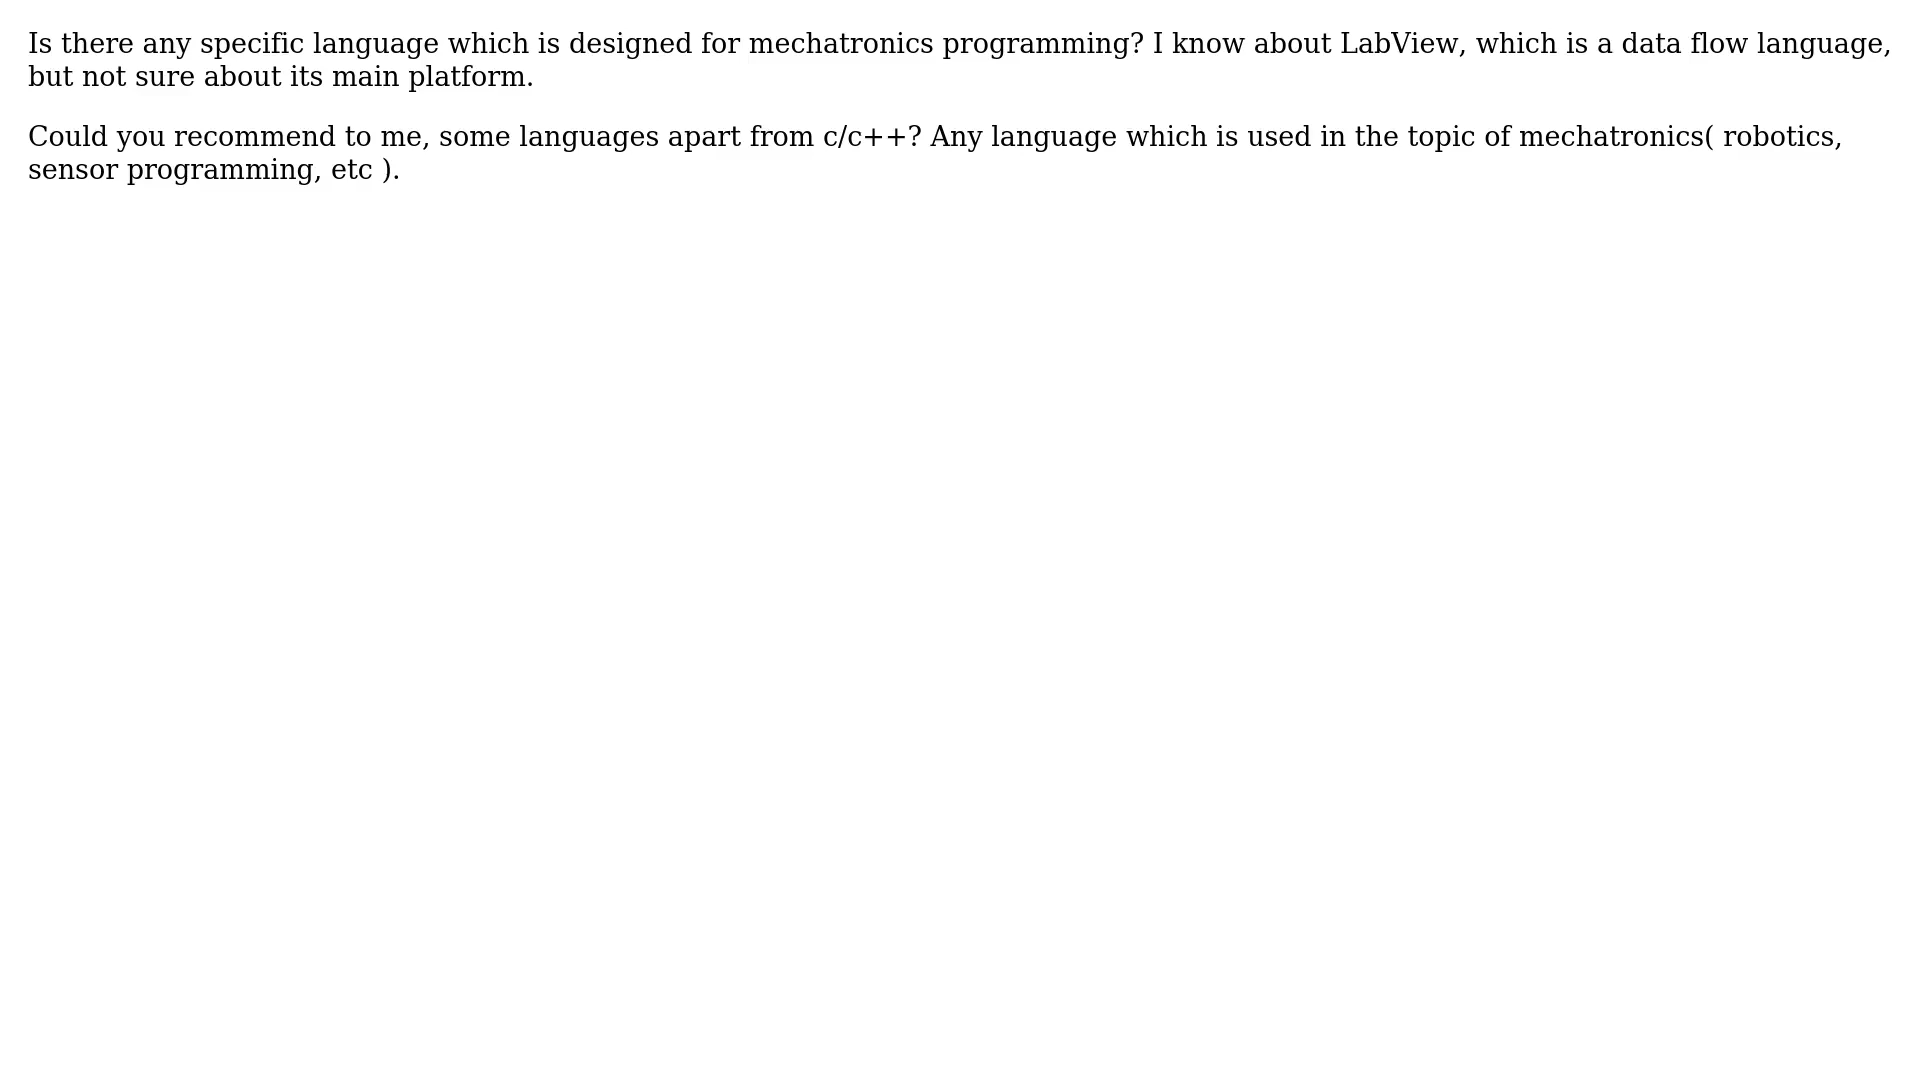 Is there any specific language which is designed for mechatronics programming? I know about LabView, which is a data flow language,
but not sure about its main platform.
Could you recommend to me, some languages apart from c/c++? Any language which is used in the topic of mechatronics( robotics,
sensor programming, etc ).